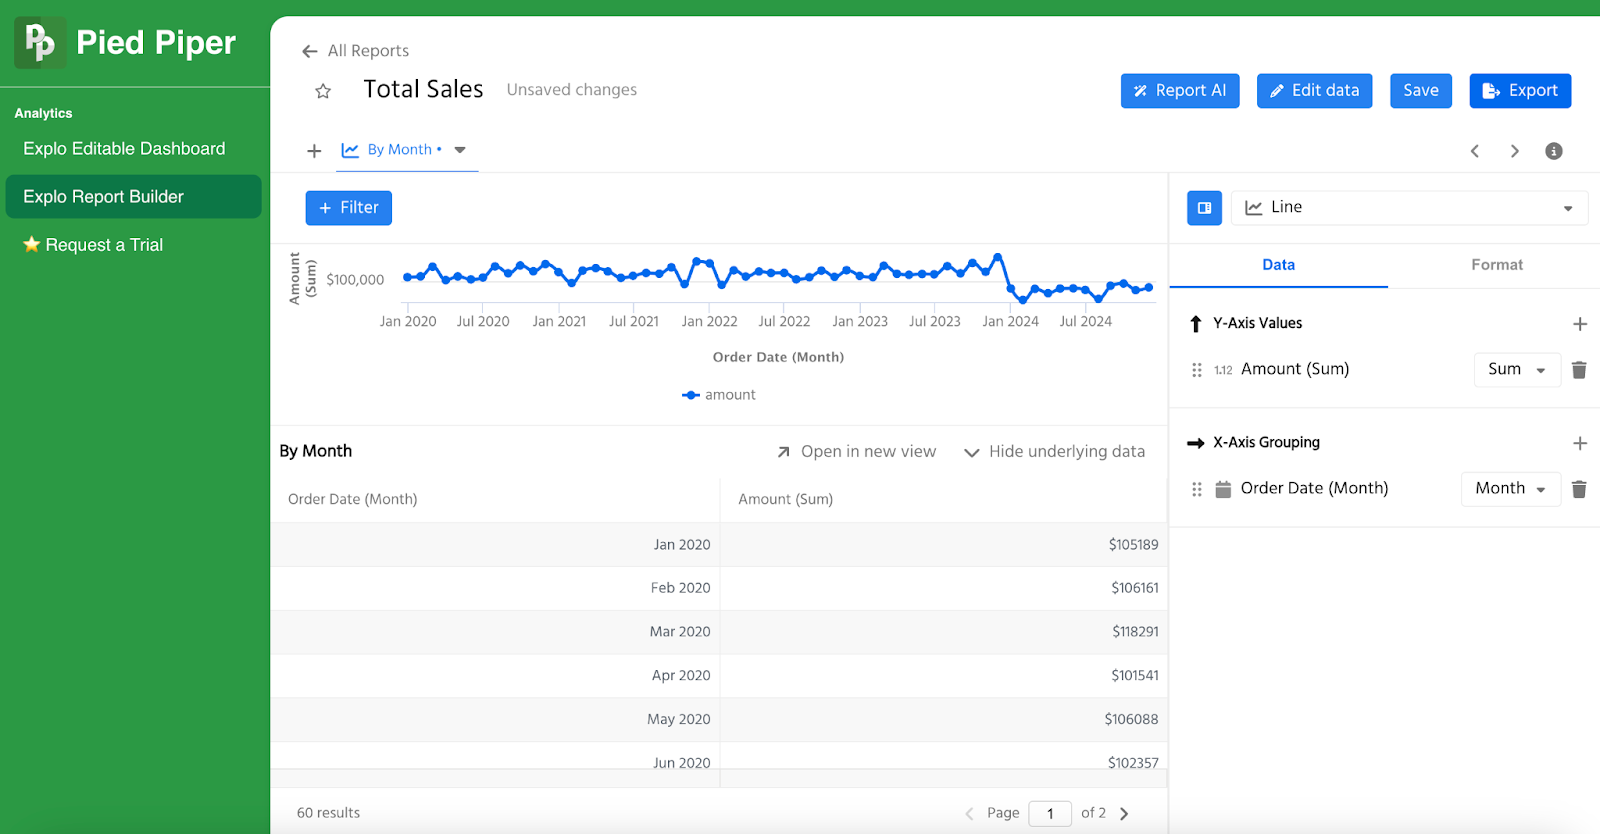 Pied Piper
Analytics
Explo Editable Dashboard
Explo Report Builder
Request a Trial
All Reports
Total Sales Unsaved changes
Report AI Edit data Save Export
By Month •
Filter
Line
Data Format
Y-Axis Values
1.12 Amount (Sum) Sum
X-Axis Grouping
Order Date (Month) Month
Amount
(Sum)
$100,000
Jan 2020 Jul 2020 Jan 2021 Jul 2021 Jan 2022 Jul 2022 Jan 2023 Jul 2023 Jan 2024 Jul 2024
Order Date (Month)
amount
By Month Open in new view Hide underlying data
Order Date (Month) Amount (Sum)
Jan 2020 $105189
Feb 2020 $106161
Mar 2020 $118291
Apr 2020 $101541
May 2020 $106088
Jun 2020 $102357
60 results Page 1 of 2